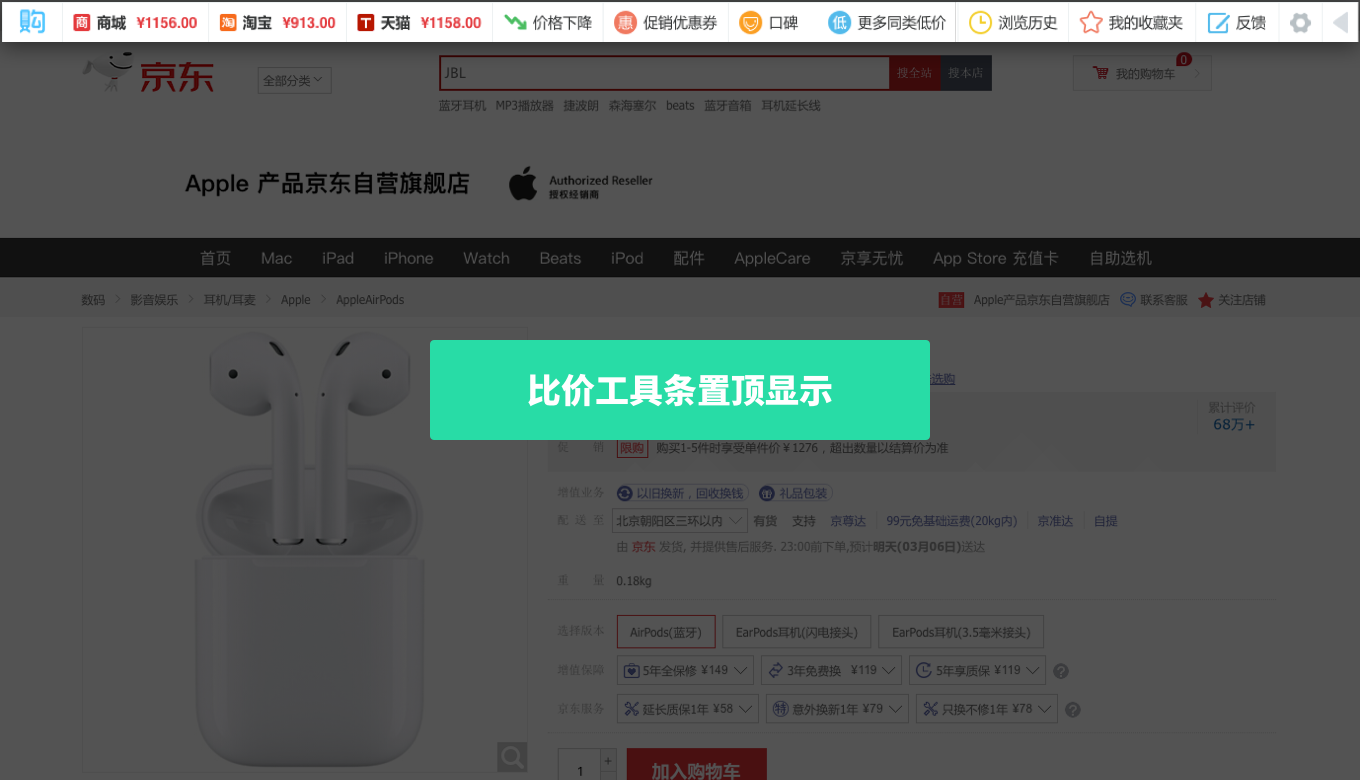 购 商 商城 ¥1156.00 淘 淘宝 ¥913.00 T 天猫 ¥1158.00 价格下降 惠 促销优惠券 口碑 低 更多同类低价 浏览历史 我的收藏夹 反馈
京东 全部分类 JBL 搜全站 搜本店 我的购物车 0
蓝牙耳机 MP3播放器 捷波朗 森海塞尔 beats 蓝牙音箱 耳机延长线
Apple 产品京东自营旗舰店 Authorized Reseller
授权经销商
首页 Mac iPad iPhone Watch Beats iPod 配件 AppleCare 京享无忧 App Store 充值卡 自助选机
数码 影音娱乐 耳机/耳麦 Apple AppleAirPods 自营 Apple产品京东自营旗舰店 联系客服 关注店铺
选购
比价工具条置顶显示
累计评价
68万+
促 销 限购 购买1-5件时享受单件价¥1276，超出数量以结算价为准
增值业务 以旧换新，回收换钱 礼品包装
配 送 至 北京朝阳区三环以内 有货 支持 京尊达 99元免基础运费(20kg内) 京准达 自提
由 京东 发货, 并提供售后服务. 23:00前下单,预计明天(03月06日)送达
重 量 0.18kg
选择版本 AirPods(蓝牙) EarPods耳机(闪电接头) EarPods耳机(3.5毫米接头)
增值保障 5年全保修 ¥149 3年免费换 ¥119 5年享质保 ¥119 ?
京东服务 延长质保1年 ¥58 意外换新1年 ¥79 只换不修1年 ¥78 ?
1 + 加入购物车